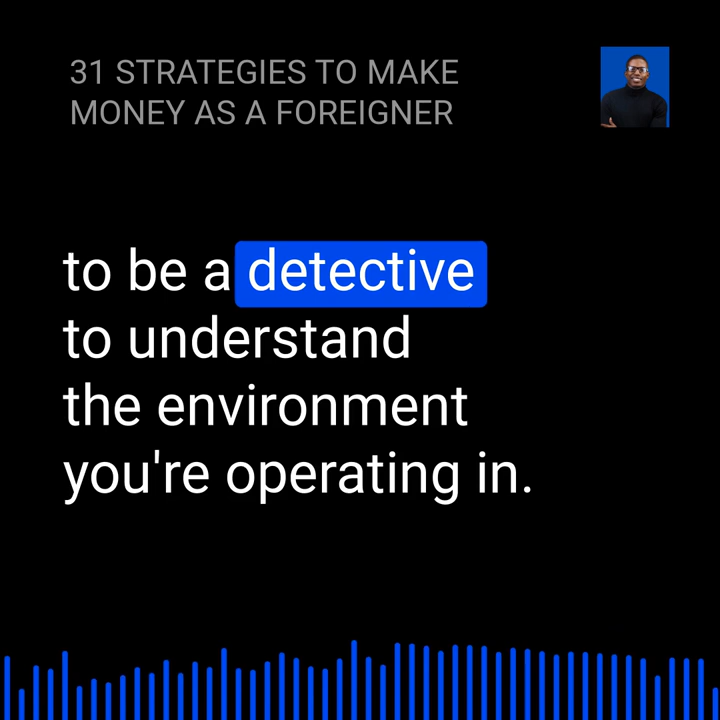 31 STRATEGIES TO MAKE
MONEY AS A FOREIGNER
to be a detective
to understand
the environment
you're operating in.